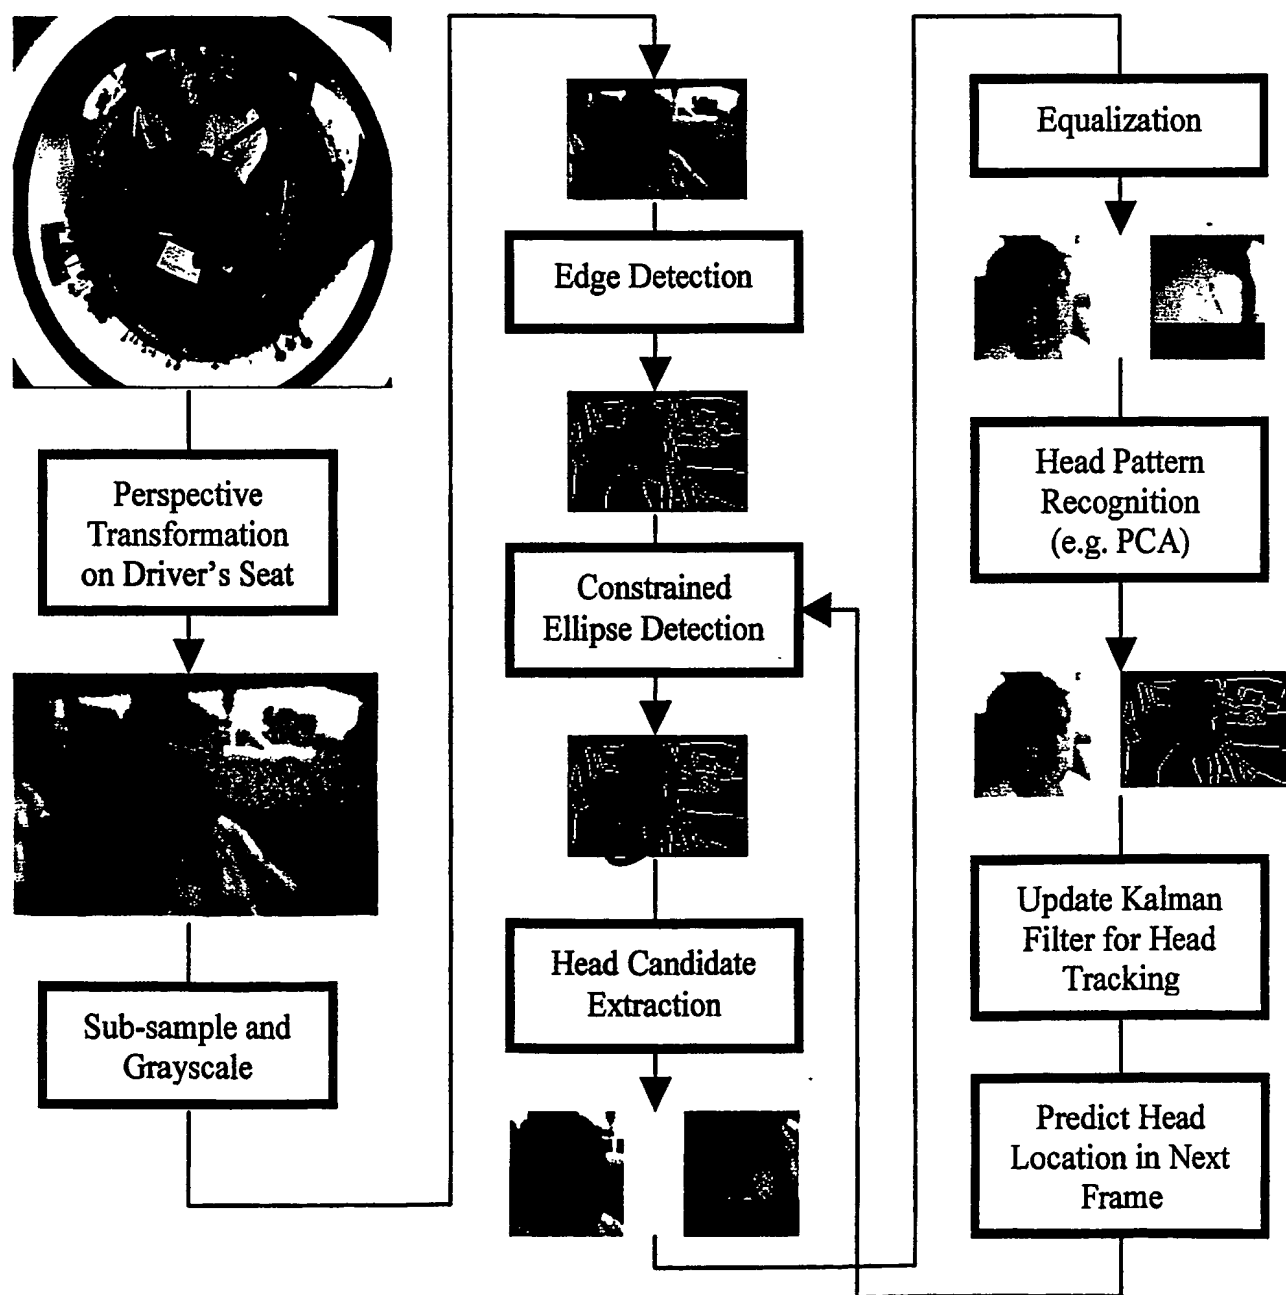 Perspective
Transformation
on Driver's Seat
Sub-sample and
Grayscale
Edge Detection
Constrained
Ellipse Detection
Head Candidate
Extraction
Equalization
Head Pattern
Recognition
(e.g. PCA)
Update Kalman
Filter for Head
Tracking
Predict Head
Location in Next
Frame